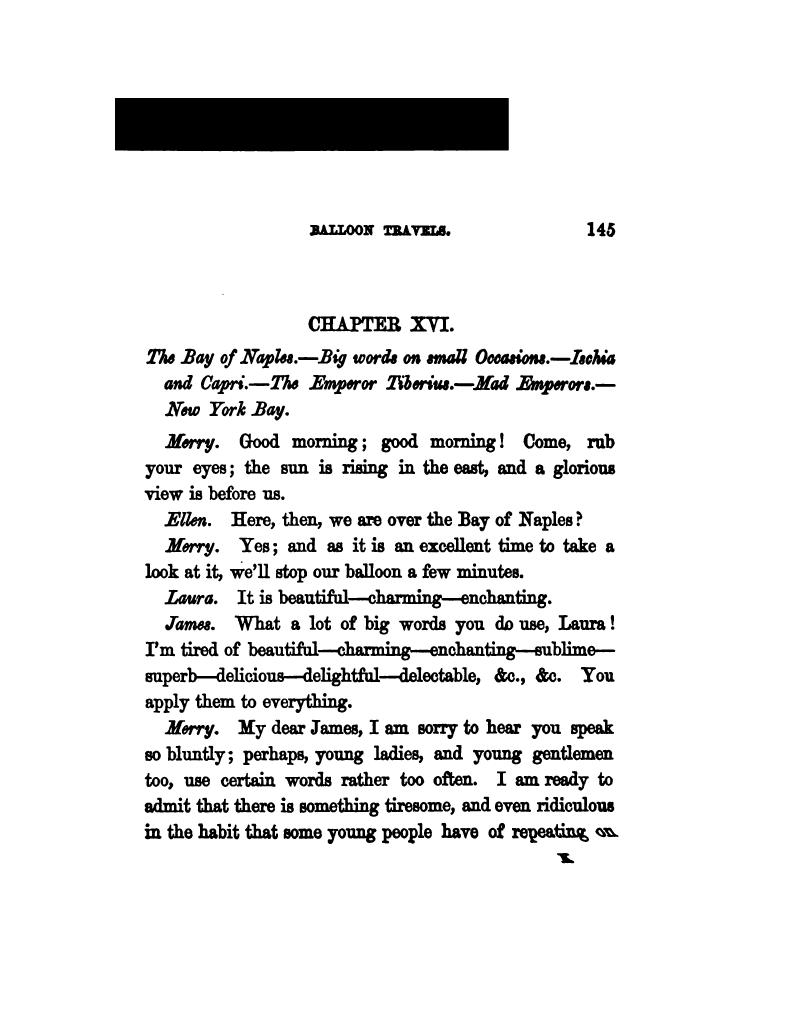 BALLOON TRAVELS. 145
CHAPTER XVI.
The Bay of Naples.—Big words on small Occasions.—Ischia
and Capri.—The Emperor Tiberius.—Mad Emperors.—
New York Bay.
Merry. Good morning; good morning! Come, rub
your eyes; the sun is rising in the east, and a glorious
view is before us.
Ellen. Here, then, we are over the Bay of Naples?
Merry. Yes; and as it is an excellent time to take a
look at it, we'll stop our balloon a few minutes.
Laura. It is beautiful—charming—enchanting.
James. What a lot of big words you do use, Laura!
I'm tired of beautiful—charming—enchanting—sublime—
superb—delicious—delightful—delectable, &c., &c. You
apply them to everything.
Merry. My dear James, I am sorry to hear you speak
so bluntly; perhaps, young ladies, and young gentlemen
too, use certain words rather too often. I am ready to
admit that there is something tiresome, and even ridiculous
in the habit that some young people have of repeating on